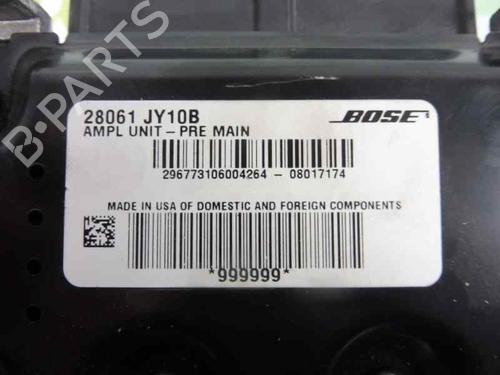 28061 JY10B
AMPL UNIT-PRE MAIN
BOSE
296773106004264 - 08017174
MADE IN USA OF DOMESTIC AND FOREIGN COMPONENTS
*999999*
B-Parts